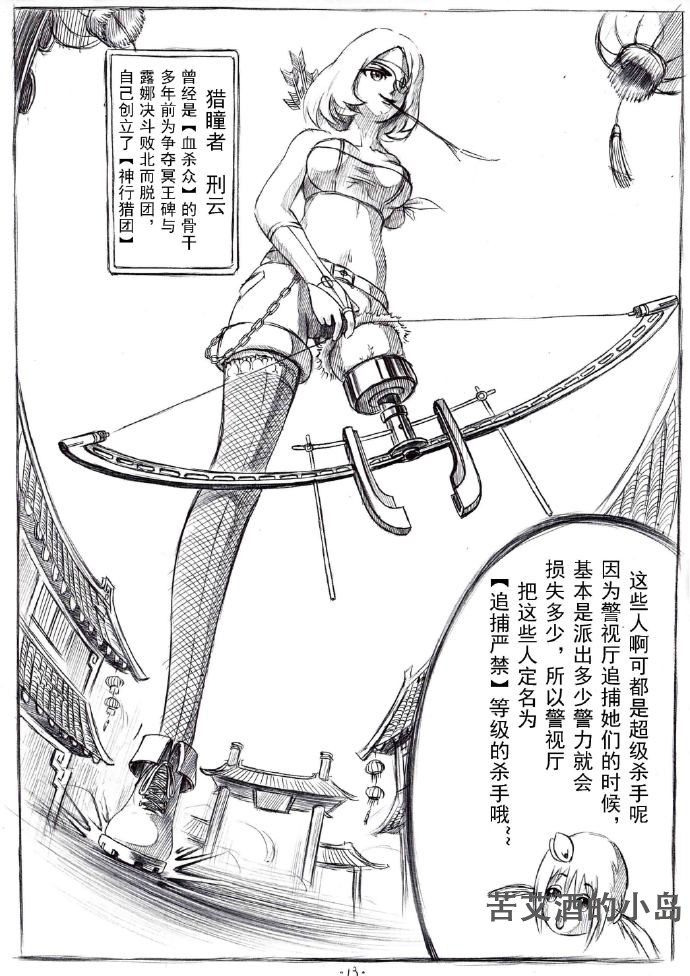 猎瞳者 刑云
曾经是【血杀众】的骨干
多年前为争夺冥王碑与
露娜决斗败北而脱团，
自己创立了【神行猎团】
这些人啊可都是超级杀手呢
因为警视厅追捕她们的时候，
基本是派出多少警力就会
损失多少，所以警视厅
把这些人定名为
【追捕严禁】等级的杀手哦~
苦艾酒的小岛
·13·